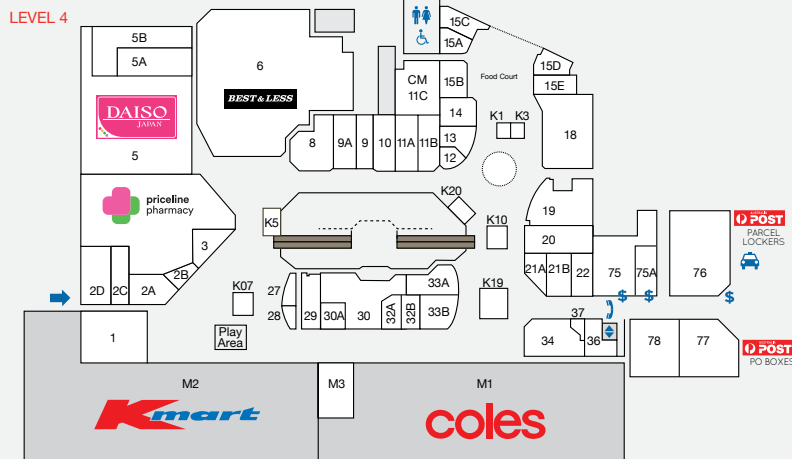 LEVEL 4
5B
5A
DAISO
JAPAN
5
6
BEST & LESS
15C
15A
Food Court
15D
15E
CM
11C
15B
14
K1
K3
18
8
9A
9
10
11A
11B
13
12
priceline
pharmacy
3
2B
2D
2C
2A
K5
K20
K10
19
20
21A
21B
22
75
75A
76
POST
PARCEL
LOCKERS
$
$
$
K07
27
28
29
30A
30
32A
32B
33A
33B
K19
Play
Area
1
37
34
36
78
77
POST
PO BOXES
M2
Kmart
M3
M1
coles